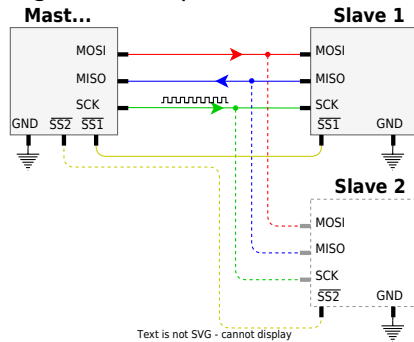 Mast...
Slave 1
MOSI
MISO
SCK
GND SS2 SS1
MOSI
MISO
SCK
SS1 GND
Slave 2
MOSI
MISO
SCK
SS2 GND
Text is not SVG - cannot display